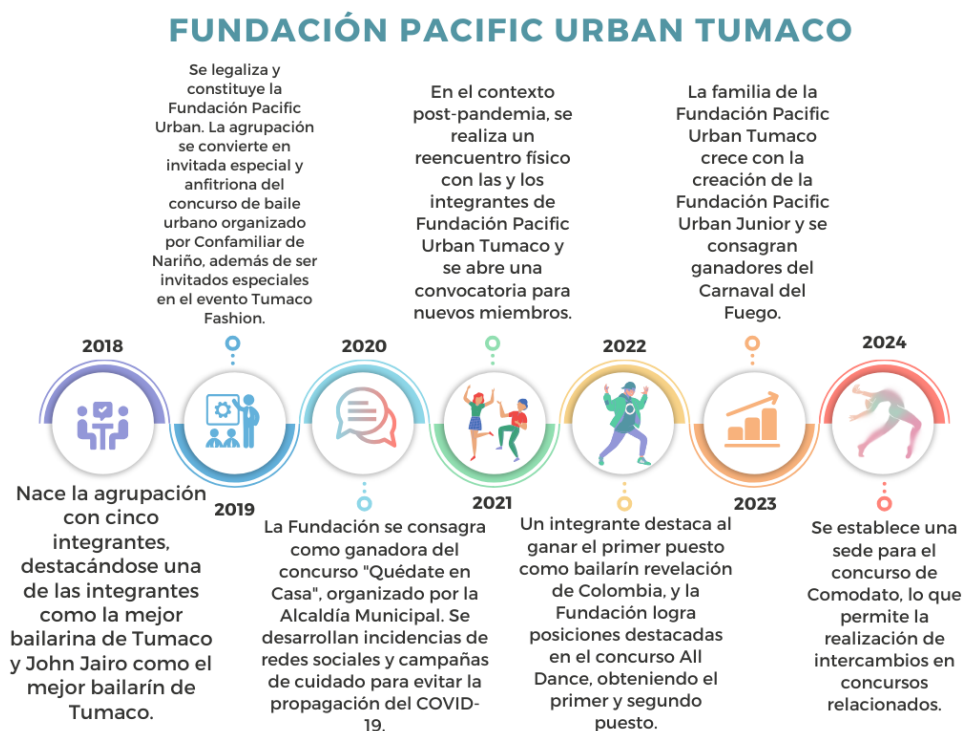 FUNDACIÓN PACIFIC URBAN TUMACO
2018
Nace la agrupación
con cinco
integrantes,
destacándose una
de las integrantes
como la mejor
bailarina de Tumaco
y John Jairo como el
mejor bailarín de
Tumaco.
Se legaliza y
constituye la
Fundación Pacific
Urban. La agrupación
se convierte en
invitada especial y
anfitriona del
concurso de baile
urbano organizado
por Confamiliar de
Nariño, además de ser
invitados especiales
en el evento Tumaco
Fashion.
2019
2020
La Fundación se consagra
como ganadora del
concurso "Quédate en
Casa", organizado por la
Alcaldía Municipal. Se
desarrollan incidencias de
redes sociales y campañas
de cuidado para evitar la
propagación del COVID-
19.
En el contexto
post-pandemia, se
realiza un
reencuentro físico
con las y los
integrantes de
Fundación Pacific
Urban Tumaco y
se abre una
convocatoria para
nuevos miembros.
2021
2022
Un integrante destaca al
ganar el primer puesto
como bailarín revelación
de Colombia, y la
Fundación logra
posiciones destacadas
en el concurso All
Dance, obteniendo el
primer y segundo
puesto.
La familia de la
Fundación Pacific
Urban Tumaco
crece con la
creación de la
Fundación Pacific
Urban Junior y se
consagran
ganadores del
Carnaval del
Fuego.
2023
2024
Se establece una
sede para el
concurso de
Comodato, lo que
permite la
realización de
intercambios en
concursos
relacionados.